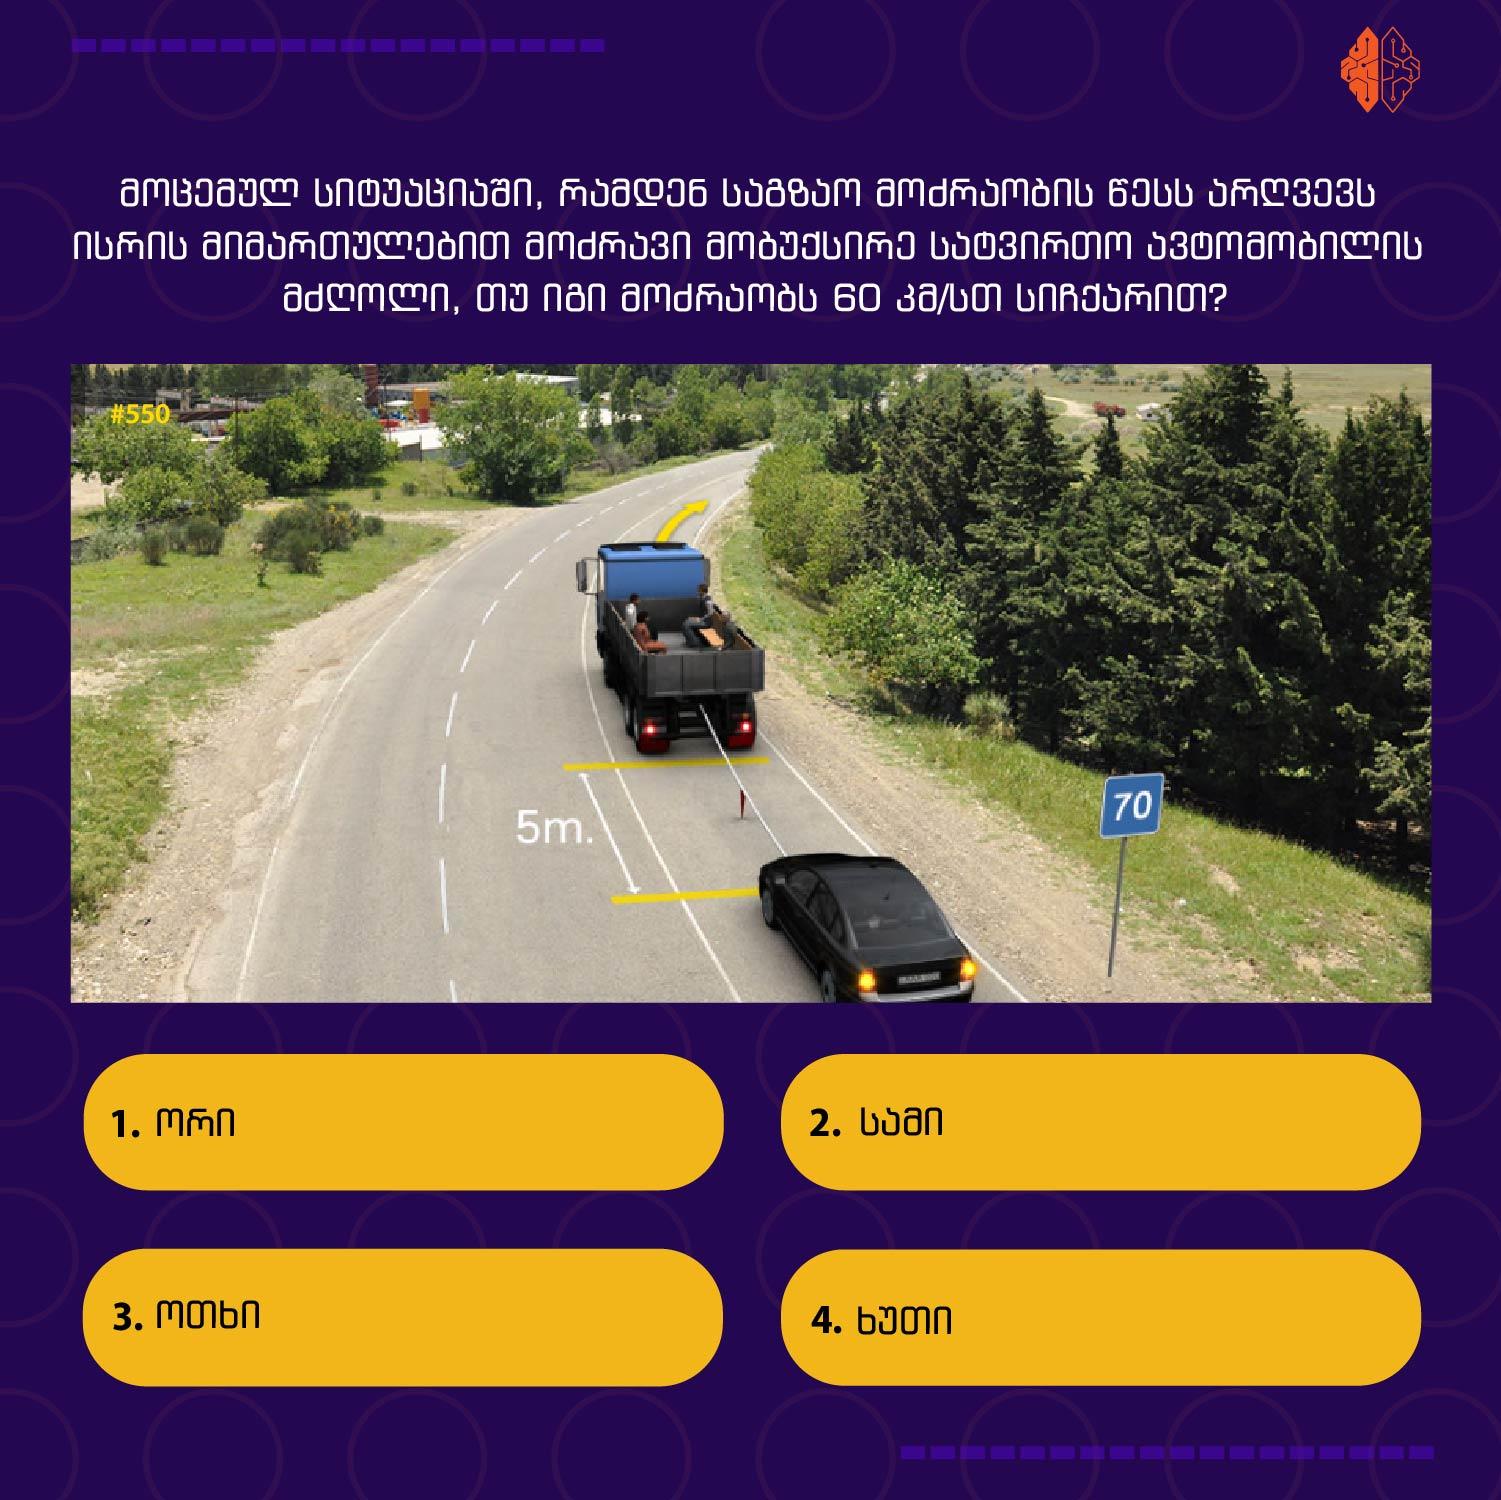 მოცემულ სიტუაციაში, რამდენ საგზაო მოძრაობის წესს არღვევს
ისრის მიმართულებით მოძრავი მობუქსირე სატვირთო ავტომობილის
მძღოლი, თუ იგი მოძრაობს 60 კმ/სთ სიჩქარით?
#550
70
5m.
1. ორი
2. სამი
3. ოთხი
4. ხუთი